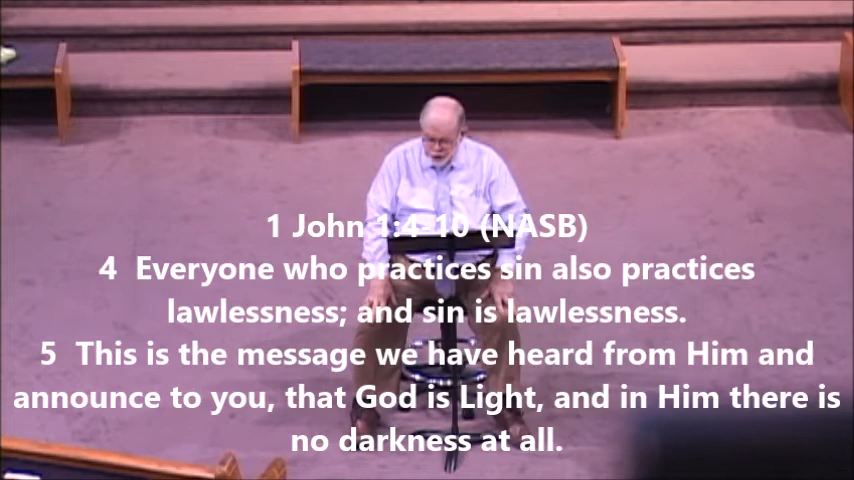 1 John 1:4-10 (NASB)
4 Everyone who practices sin also practices
lawlessness; and sin is lawlessness.
5 This is the message we have heard from Him and
announce to you, that God is Light, and in Him there is
no darkness at all.